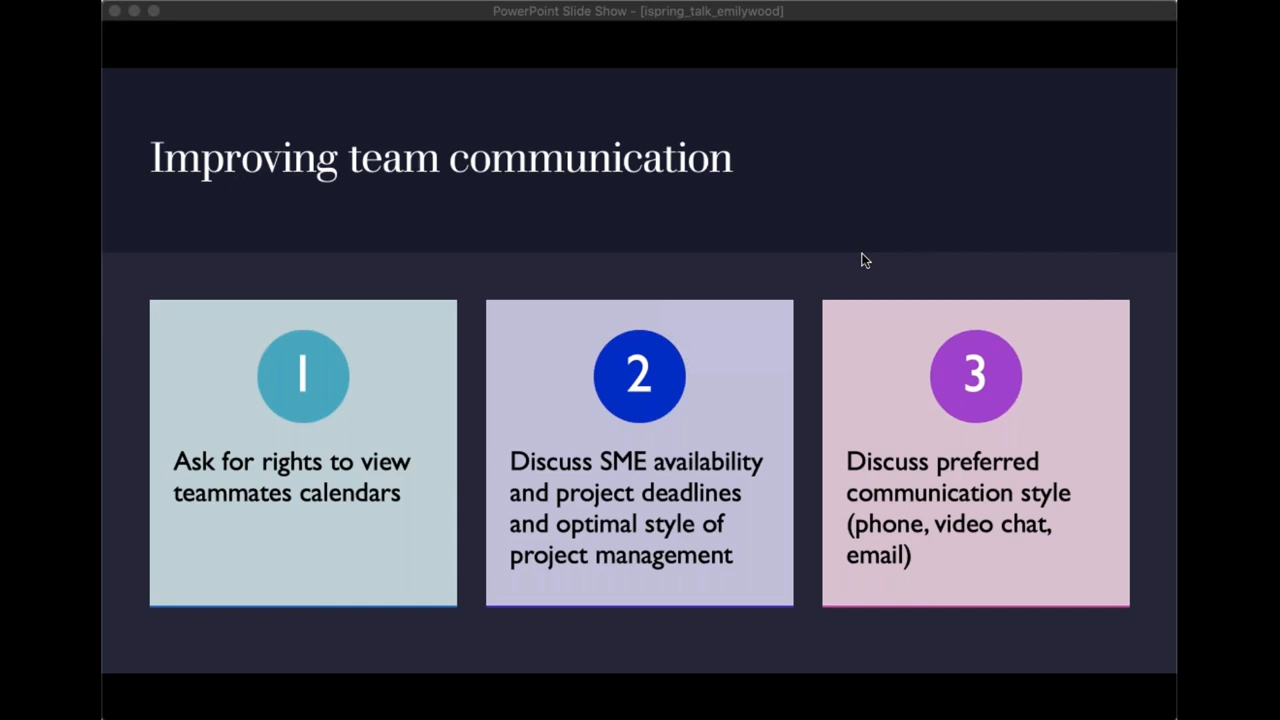 PowerPoint Slide Show - [ispring_talk_emilywood]
Improving team communication
1
Ask for rights to view
teammates calendars
2
Discuss SME availability
and project deadlines
and optimal style of
project management
3
Discuss preferred
communication style
(phone, video chat,
email)